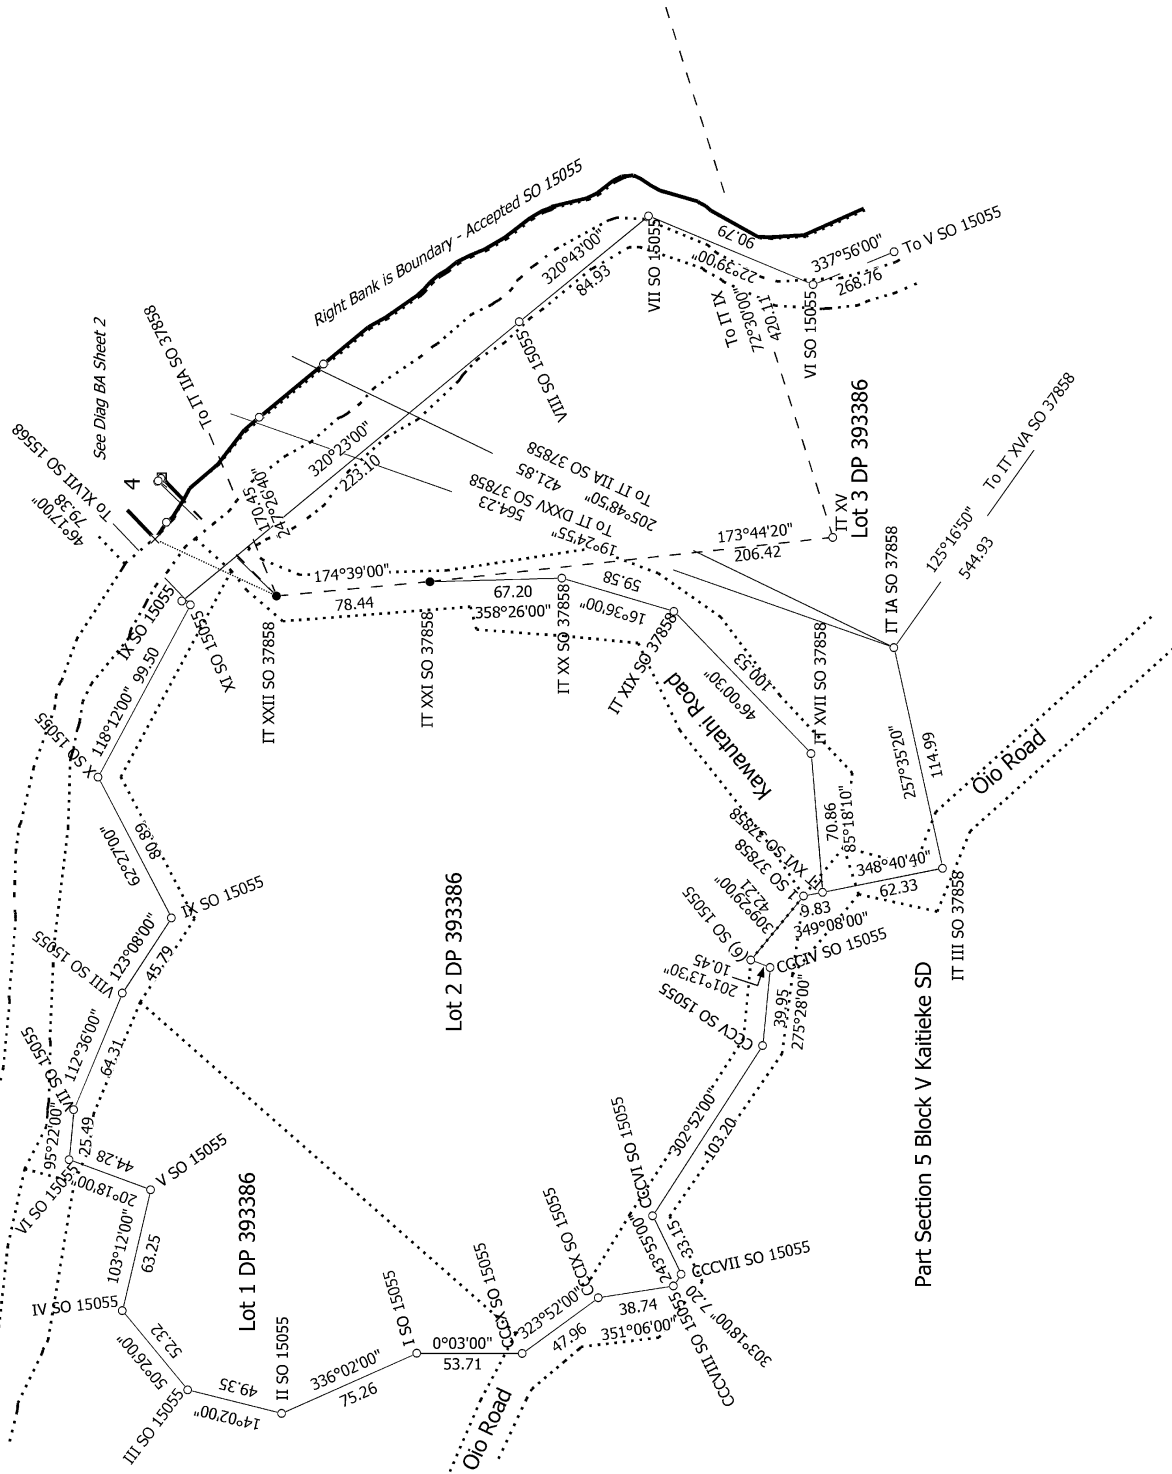 Right Bank is Boundary - Accepted SO 15055
See Diag BA Sheet 2
4
To IT IIA SO 37858
To XLVII SO 15568
79.38
46°17'00"
320°43'00"
84.93
VII SO 15055
90.79
22°39'00"
337°56'00"
268.76
To V SO 15055
VI SO 15055
To IT IX
72°30'00"
420.11
VIII SO 15055
320°23'00"
223.10
170.45
247°26'40"
To IT IIA SO 37858
421.85
205°48'50"
To IT DXXV SO 37858
564.23
19°24'55"
173°44'20"
206.42
IT XV
Lot 3 DP 393386
IT IA SO 37858
125°16'50"
544.93
To IT XVA SO 37858
IX SO 15055
XI SO 15055
99.50
118°12'00"
X SO 15055
174°39'00"
78.44
IT XXII SO 37858
67.20
358°26'00"
IT XXI SO 37858
59.58
16°36'00"
IT XX SO 37858
IT XIX SO 37858
100.53
46°00'30"
IT XVII SO 37858
Kawautahi Road
70.86
85°18'10"
257°35'20"
114.99
Oio Road
348°40'40"
62.33
IT III SO 37858
IT XVI SO 37858
I SO 37858
9.83
349°08'00"
309°29'00"
42.21
(6) SO 15055
10.45
201°13'30"
CCCIV SO 15055
39.95
275°28'00"
CCCV SO 15055
62°27'00"
80.89
IX SO 15055
123°08'00"
45.79
VIII SO 15055
112°36'00"
64.31
VII SO 15055
95°22'00"
25.49
VI SO 15055
44.28
20°18'00"
V SO 15055
103°12'00"
63.25
IV SO 15055
52.32
50°26'00"
III SO 15055
49.35
14°02'00"
II SO 15055
336°02'00"
75.26
I SO 15055
0°03'00"
53.71
CCCX SO 15055
323°52'00"
47.96
CCCIX SO 15055
38.74
351°06'00"
CCCVIII SO 15055
303°18'00"
7.20
CCCVII SO 15055
243°55'00"
33.15
CCCVI SO 15055
302°52'00"
103.20
Lot 2 DP 393386
Lot 1 DP 393386
Part Section 5 Block V Kaitieke SD
Oio Road